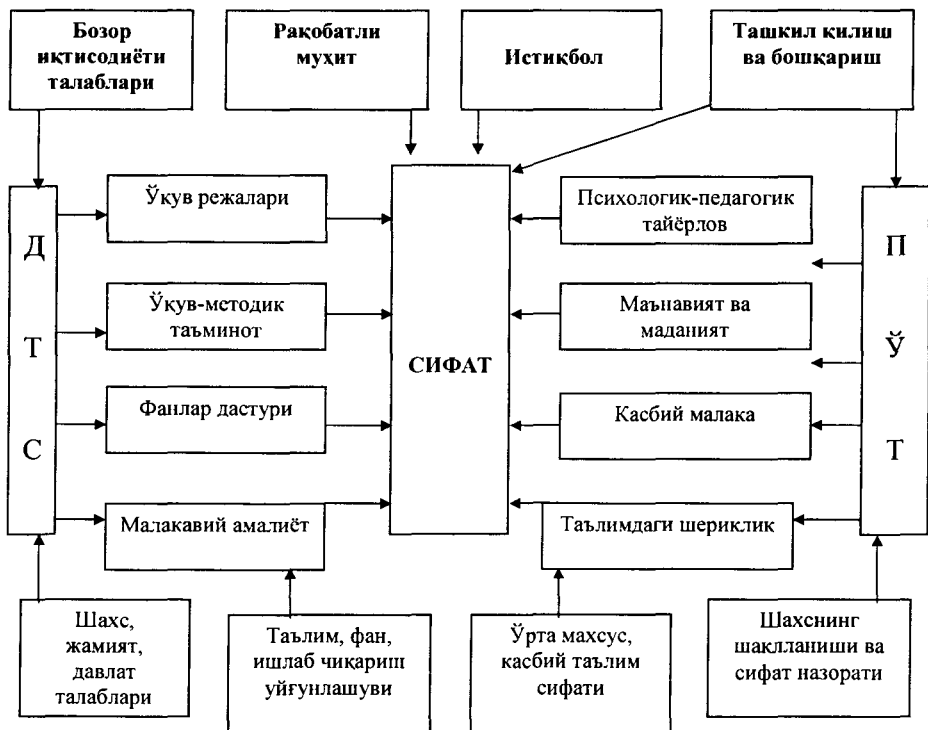 Бозор
иқтисодиёти
талаблари
Рақобатли
муҳит
Истиқбол
Ташкил қилиш
ва бошқариш
Д
Т
С
Ўқув режалари
Ўқув-методик
таъминот
Фанлар дастури
Малакавий амалиёт
СИФАТ
Психологик-педагогик
тайёрлов
Маънавият ва
маданият
Касбий малака
Таълимдаги шериклик
П
Ў
Т
Шахс,
жамият,
давлат
талаблари
Таълим, фан,
ишлаб чиқариш
уйғунлашуви
Ўрта махсус,
касбий таълим
сифати
Шахснинг
шаклланиши ва
сифат назорати